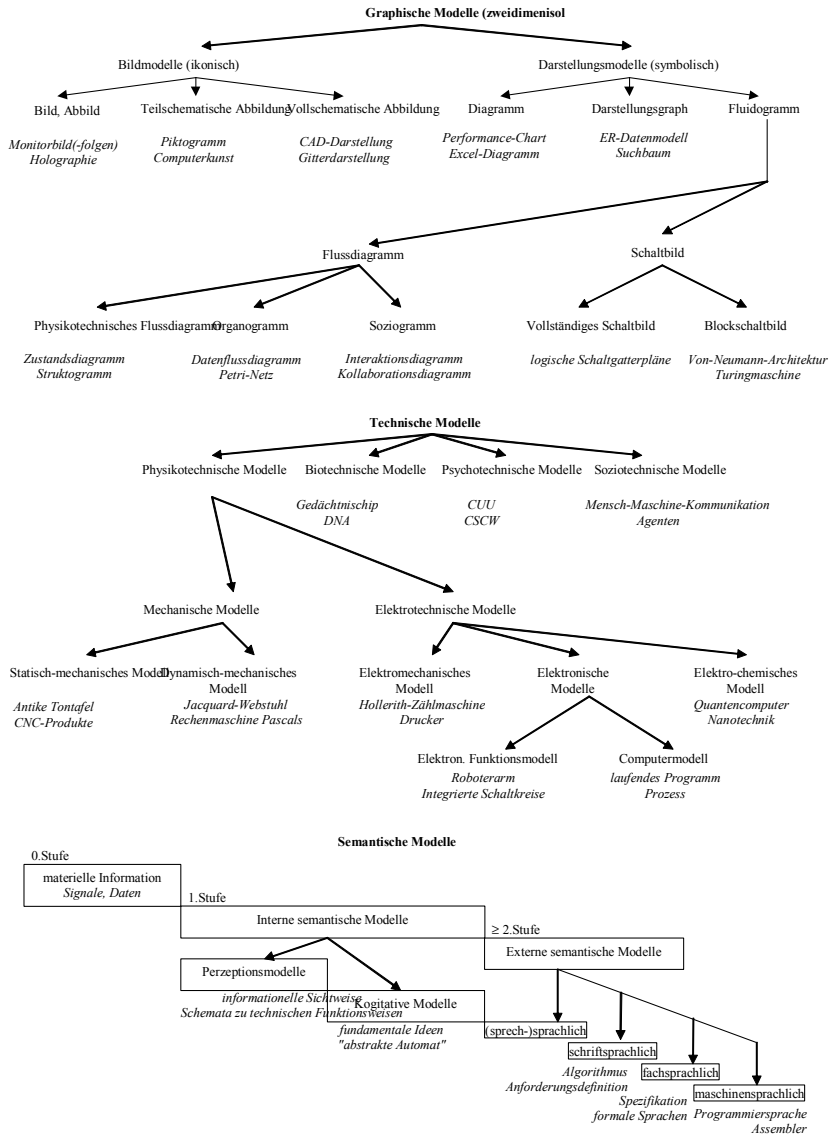 Graphische Modelle (zweidimenisol
Bildmodelle (ikonisch)
Darstellungsmodelle (symbolisch)
Bild, Abbild
Teilschematische Abbildung
Vollschematische Abbildung
Diagramm
Darstellungsgraph
Fluidogramm
Monitorbild(-folgen)
Holographie
Piktogramm
Computerkunst
CAD-Darstellung
Gitterdarstellung
Performance-Chart
Excel-Diagramm
ER-Datenmodell
Suchbaum
Flussdiagramm
Schaltbild
Physikotechnisches Flussdiagramm
Organogramm
Soziogramm
Vollständiges Schaltbild
Blockschaltbild
Zustandsdiagramm
Struktogramm
Datenflussdiagramm
Petri-Netz
Interaktionsdiagramm
Kollaborationsdiagramm
logische Schaltgatterpläne
Von-Neumann-Architektur
Turingmaschine
Technische Modelle
Physikotechnische Modelle
Biotechnische Modelle
Psychotechnische Modelle
Soziotechnische Modelle
Gedächtnischip
DNA
CUU
CSCW
Mensch-Maschine-Kommunikation
Agenten
Mechanische Modelle
Elektrotechnische Modelle
Statisch-mechanisches Modell
Dynamisch-mechanisches
Modell
Elektromechanisches
Modell
Elektronische
Modelle
Elektro-chemisches
Modell
Antike Tontafel
CNC-Produkte
Jacquard-Webstuhl
Rechenmaschine Pascals
Hollerith-Zählmaschine
Drucker
Quantencomputer
Nanotechnik
Elektron. Funktionsmodell
Computermodell
Roboterarm
Integrierte Schaltkreise
laufendes Programm
Prozess
Semantische Modelle
0.Stufe
materielle Information
Signale, Daten
1.Stufe
Interne semantische Modelle
≥ 2.Stufe
Externe semantische Modelle
Perzeptionsmodelle
informationelle Sichtweise
Schemata zu technischen Funktionsweisen
Kogitative Modelle
fundamentale Ideen
"abstrakte Automat"
(sprech-)sprachlich
schriftsprachlich
Algorithmus
Anforderungsdefinition
fachsprachlich
Spezifikation
formale Sprachen
maschinensprachlich
Programmiersprache
Assembler